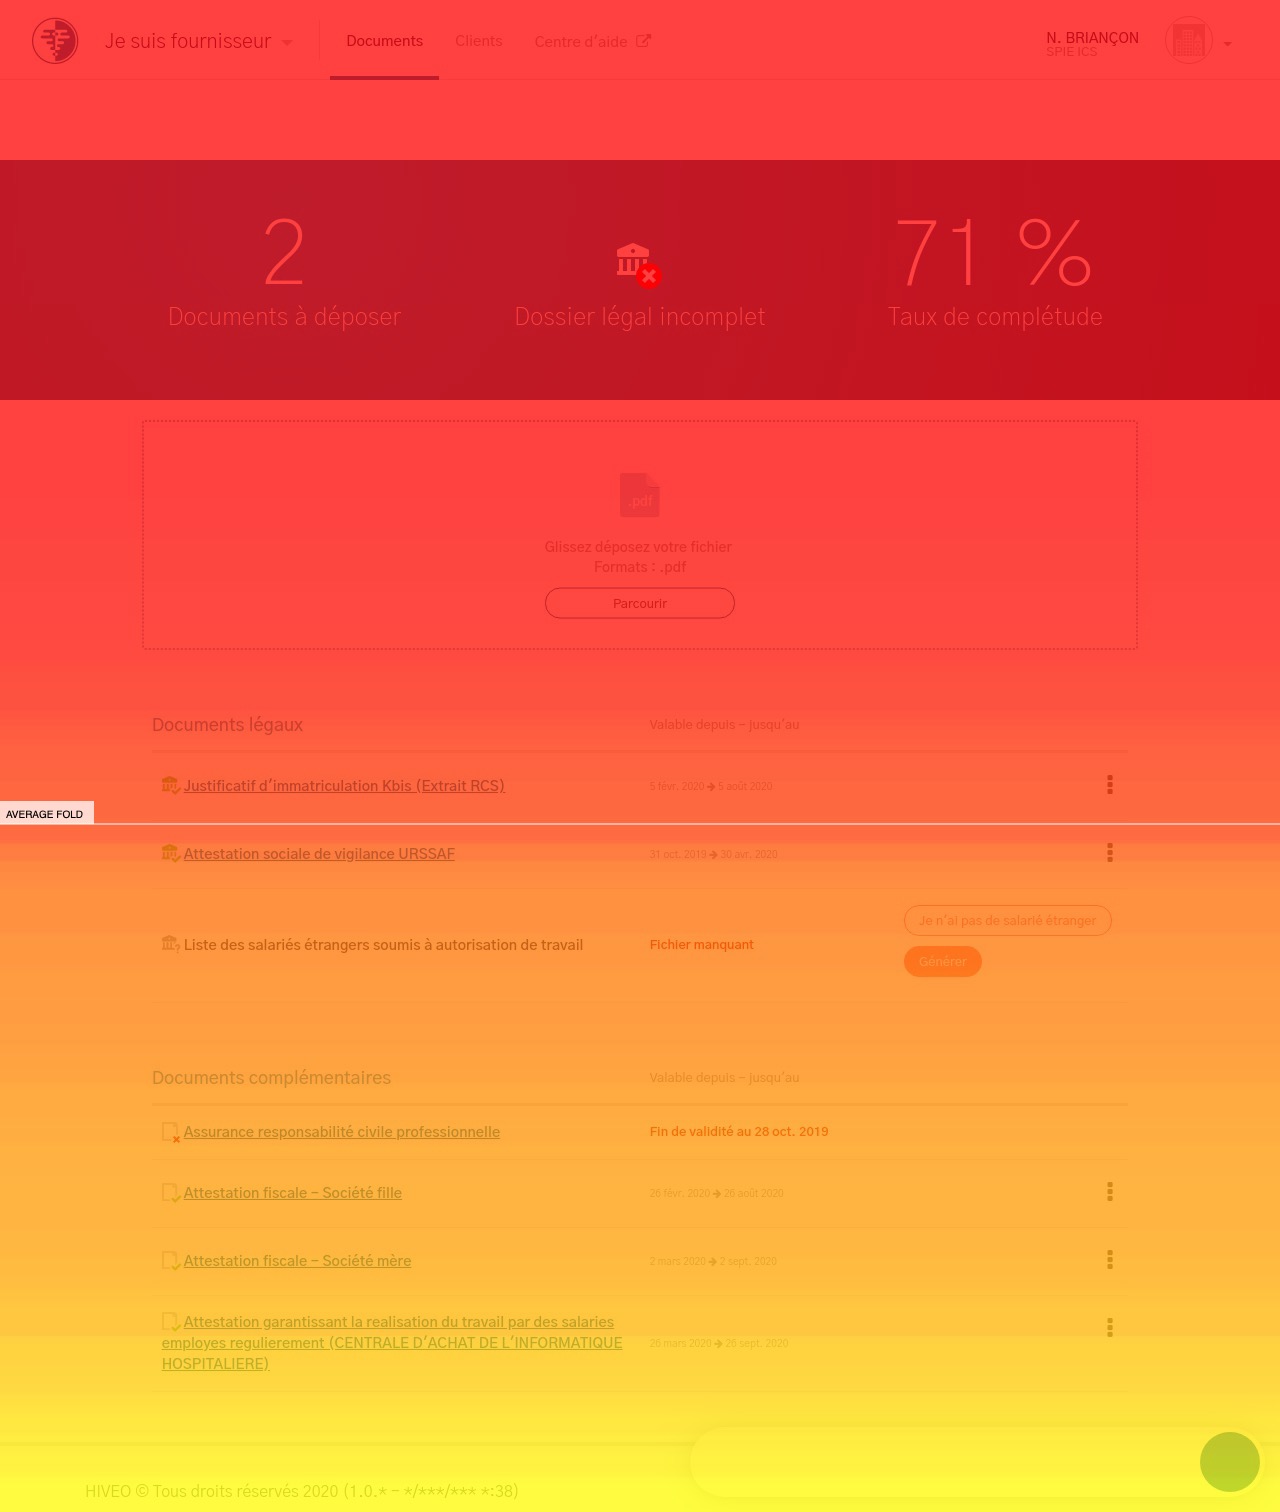 Je suis fournisseur
Documents
Clients
Centre d'aide
N. BRIANÇON
SPIE ICS
2
Documents à déposer
Dossier légal incomplet
71 %
Taux de complétude
.pdf
Glissez déposez votre fichier
Formats : .pdf
Parcourir
Documents légaux
Valable depuis - jusqu'au
Justificatif d'immatriculation Kbis (Extrait RCS)
5 févr. 2020 → 5 août 2020
AVERAGE FOLD
Attestation sociale de vigilance URSSAF
31 oct. 2019 → 30 avr. 2020
Liste des salariés étrangers soumis à autorisation de travail
Fichier manquant
Je n'ai pas de salarié étranger
Générer
Documents complémentaires
Valable depuis - jusqu'au
Assurance responsabilité civile professionnelle
Fin de validité au 28 oct. 2019
Attestation fiscale - Société fille
26 févr. 2020 → 26 août 2020
Attestation fiscale - Société mère
2 mars 2020 → 2 sept. 2020
Attestation garantissant la realisation du travail par des salaries
employes regulierement (CENTRALE D'ACHAT DE L'INFORMATIQUE
HOSPITALIERE)
26 mars 2020 → 26 sept. 2020
HIVEO © Tous droits réservés 2020 (1.0.* - */***/*** *:38)